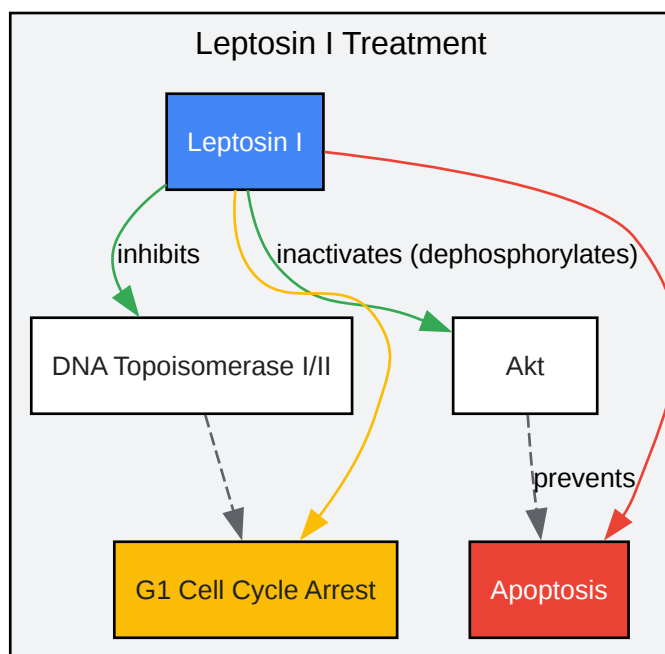 Leptosin I Treatment
Leptosin I
inhibits
inactivates (dephosphorylates)
DNA Topoisomerase I/II
Akt
prevents
G1 Cell Cycle Arrest
Apoptosis